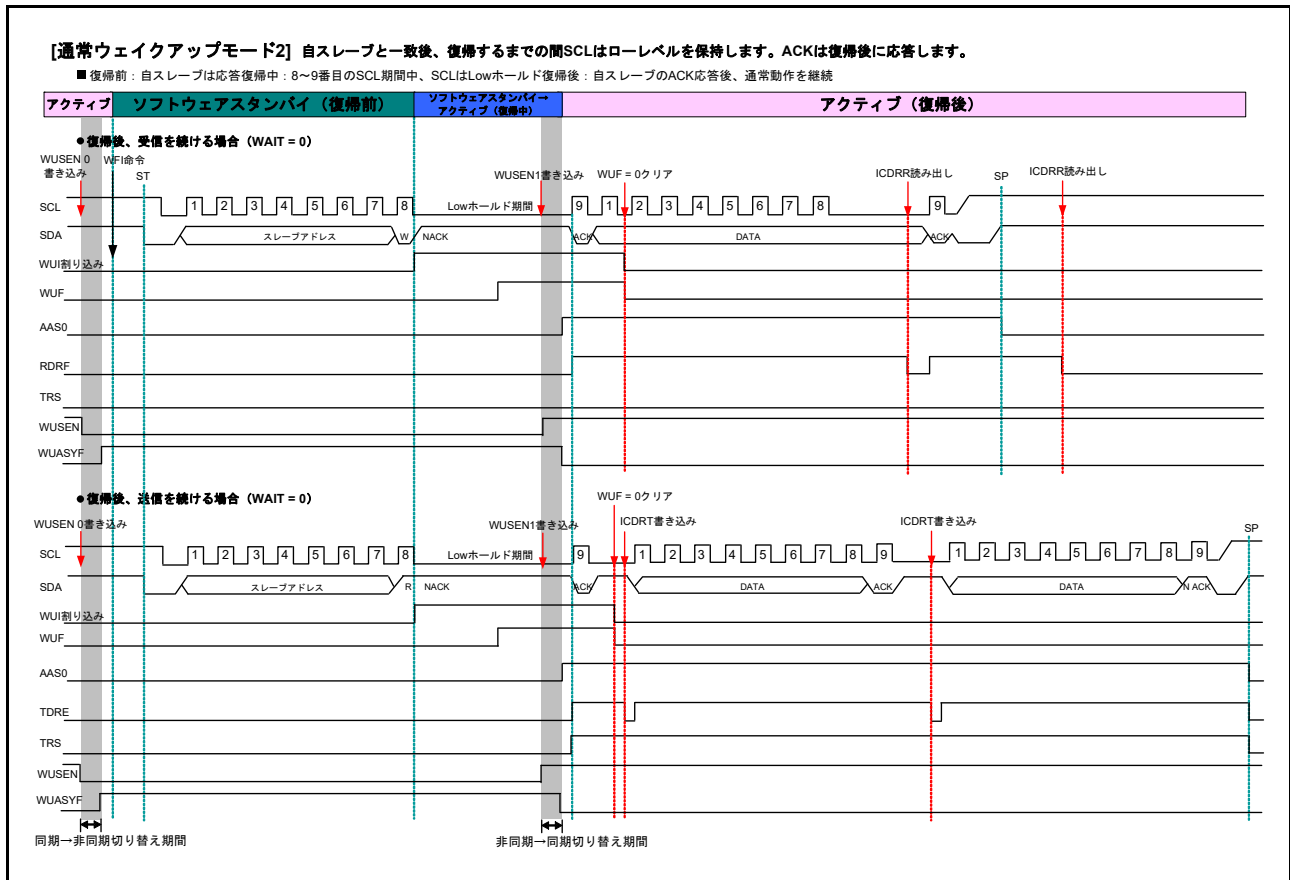 [通常ウェイクアップモード2] 自スレーブと一致後、復帰するまでの間SCLはローレベルを保持します。ACKは復帰後に応答します。
■ 復帰前：自スレーブは応答復帰中：8～9番目のSCL期間中、SCLはLowホールド復帰後：自スレーブのACK応答後、通常動作を継続
アクティブ ソフトウェアスタンバイ（復帰前） ソフトウェアスタンバイ→ アクティブ（復帰後）
アクティブ（復帰中）
●復帰後、受信を続ける場合（WAIT = 0）
WUSEN 0 WFI命令
書き込み ST WUSEN1書き込み WUF = 0クリア ICDRR読み出し SP ICDRR読み出し
SCL 1 2 3 4 5 6 7 8 Lowホールド期間 9 1 2 3 4 5 6 7 8 9
SDA スレーブアドレス W NACK ACK DATA ACK
WUI割り込み
WUF
AAS0
RDRF
TRS
WUSEN
WUASYF
●復帰後、送信を続ける場合（WAIT = 0）
WUF = 0クリア
WUSEN 0書き込み WUSEN1書き込み ICDRT書き込み ICDRT書き込み SP
SCL 1 2 3 4 5 6 7 8 Lowホールド期間 9 1 2 3 4 5 6 7 8 9 1 2 3 4 5 6 7 8 9
SDA スレーブアドレス R NACK ACK DATA ACK DATA N ACK
WUI割り込み
WUF
AAS0
TDRE
TRS
WUSEN
WUASYF
同期→非同期切り替え期間 非同期→同期切り替え期間